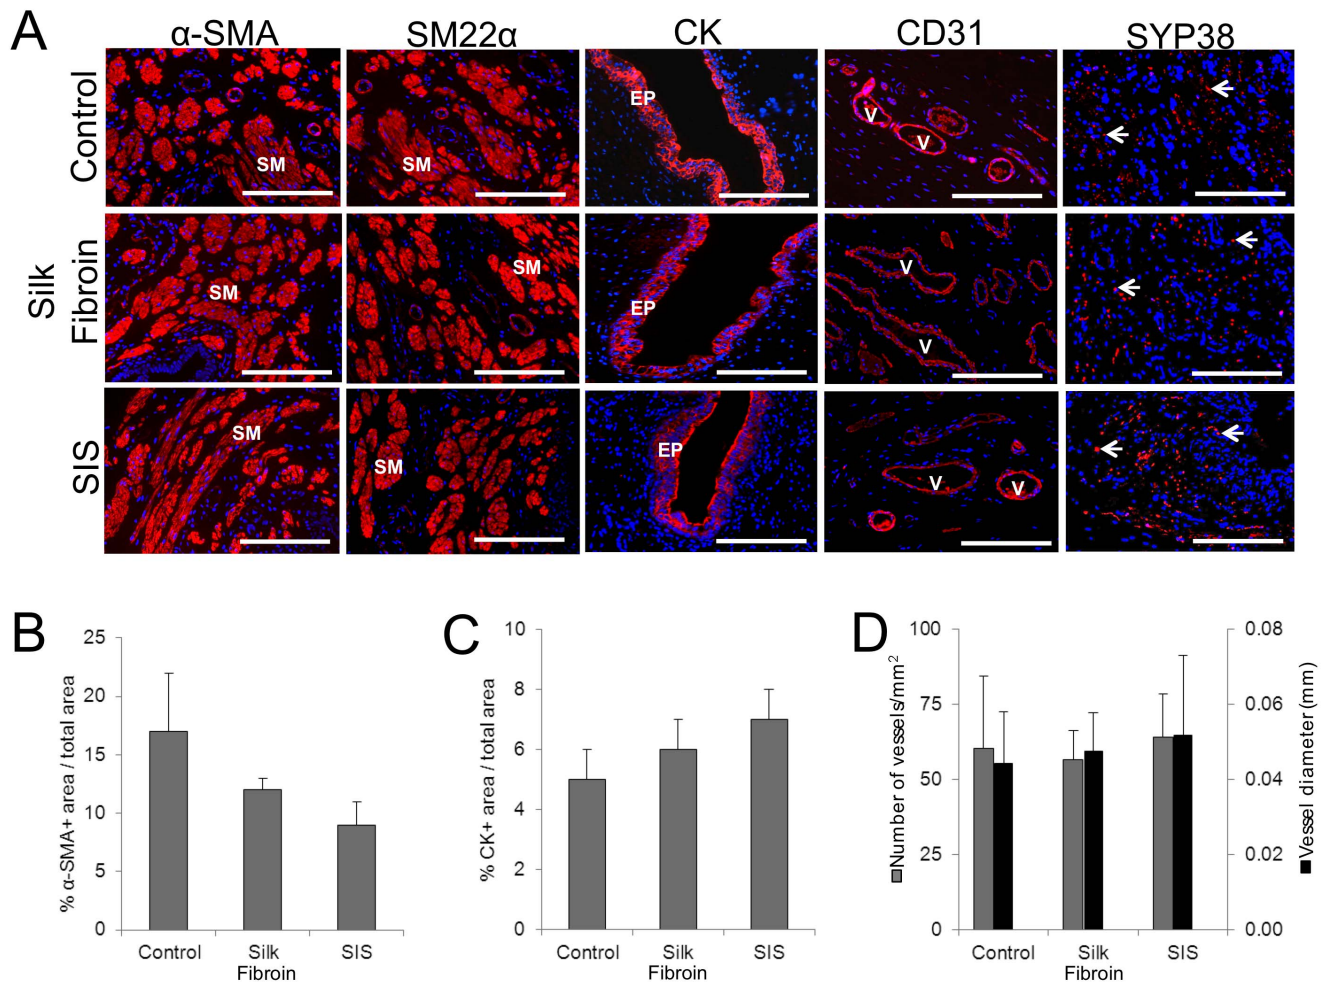 A
α-SMA
SM22α
CK
CD31
SYP38
Control
SM
SM
EP
V
V
Silk
Fibroin
SM
SM
EP
V
V
SIS
SM
SM
EP
V
V
B
% α-SMA+ area / total area
25
20
15
10
5
0
Control
Silk
Fibroin
SIS
C
% CK+ area / total area
10
8
6
4
2
0
Control
Silk
Fibroin
SIS
D
Number of vessels/mm²
100
75
50
25
0
Control
Silk
Fibroin
SIS
0.08
0.06
0.04
0.02
0.00
Vessel diameter (mm)